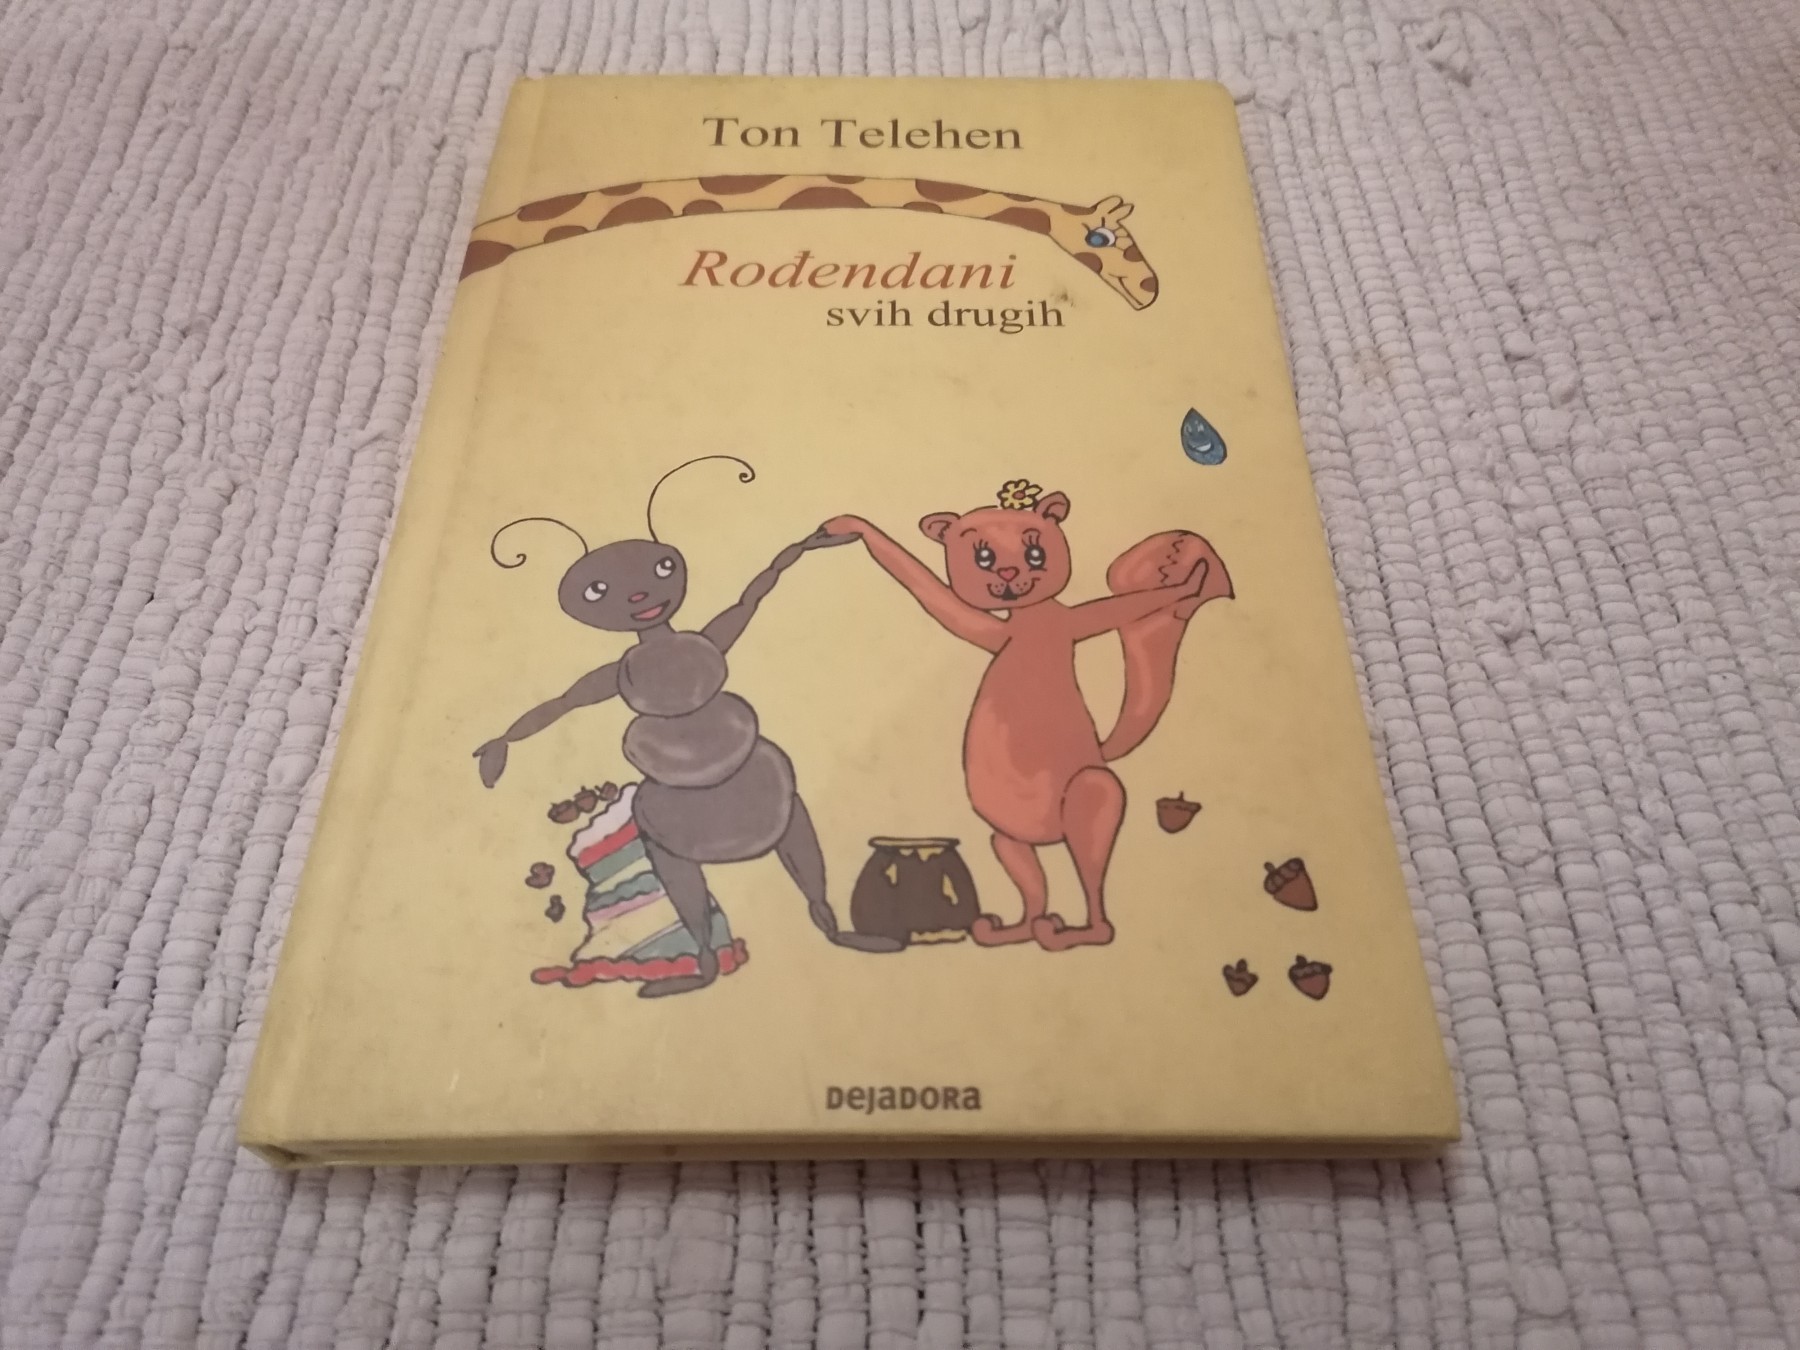 Ton Telehen
Rođendani
svih drugih
DEJADORA